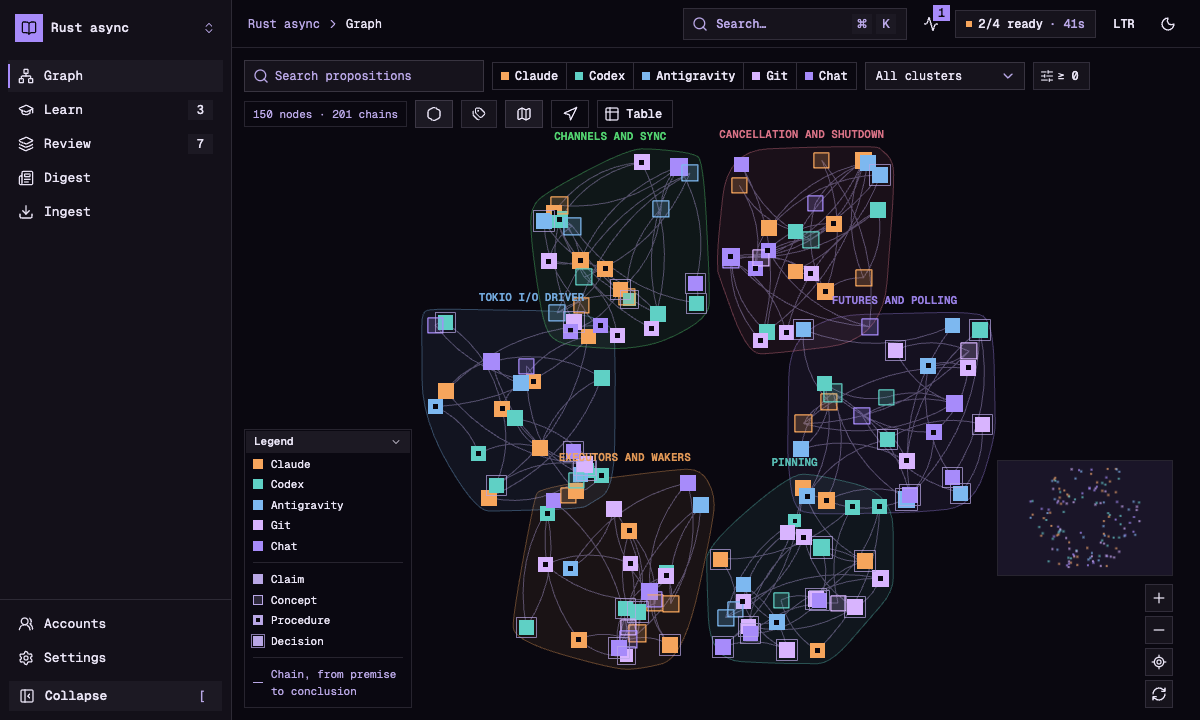 Rust async
Rust async > Graph
Search…
⌘ K
1
2/4 ready · 41s
LTR
Graph
Learn 3
Review 7
Digest
Ingest
Accounts
Settings
Collapse [
Search propositions
Claude
Codex
Antigravity
Git
Chat
All clusters
≥ 0
150 nodes · 201 chains
Table
CHANNELS AND SYNC
CANCELLATION AND SHUTDOWN
TOKIO I/O DRIVER
FUTURES AND POLLING
EXECUTORS AND WAKERS
PINNING
Legend
Claude
Codex
Antigravity
Git
Chat
Claim
Concept
Procedure
Decision
Chain, from premise
to conclusion